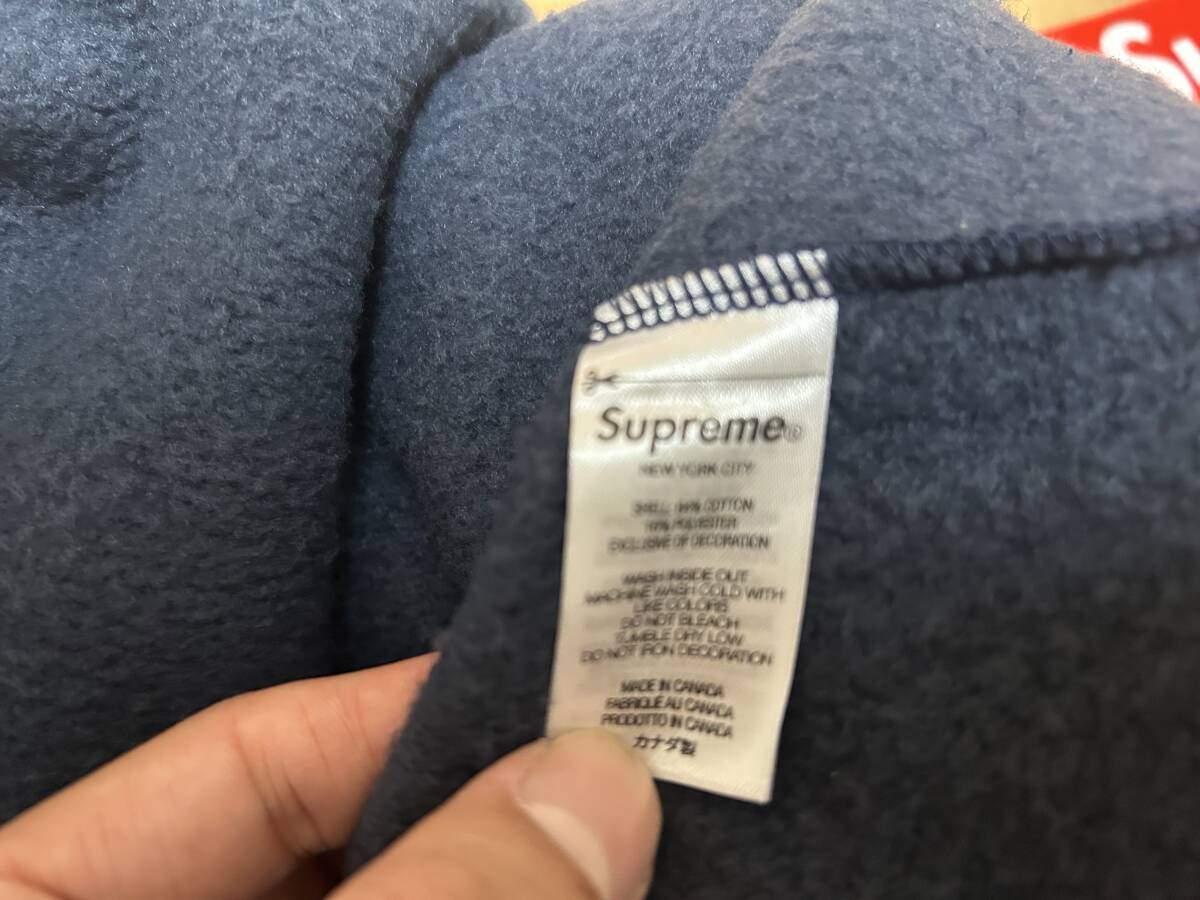 Su
Supreme®
NEW YORK CITY
SHELL: COTTON
POLYESTER
EXCLUSIVE OF DECORATION
WASH INSIDE OUT
MACHINE WASH COLD WITH
LIKE COLORS
DO NOT BLEACH
TUMBLE DRY LOW
DO NOT IRON DECORATION
MADE IN CANADA
FABRIQUÉ AU CANADA
PRODOTTO IN CANADA
カナダ製